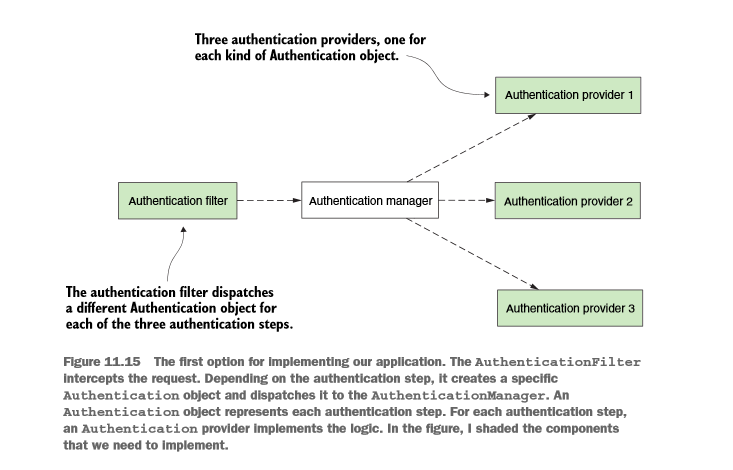 Three authentication providers, one for
each kind of Authentication object.
Authentication provider 1
Authentication filter
Authentication manager
Authentication provider 2
The authentication filter dispatches
a different Authentication object for
each of the three authentication steps.
Authentication provider 3
Figure 11.15 The first option for implementing our application. The AuthenticationFilter
intercepts the request. Depending on the authentication step, it creates a specific
Authentication object and dispatches it to the AuthenticationManager. An
Authentication object represents each authentication step. For each authentication step,
an Authentication provider implements the logic. In the figure, I shaded the components
that we need to implement.